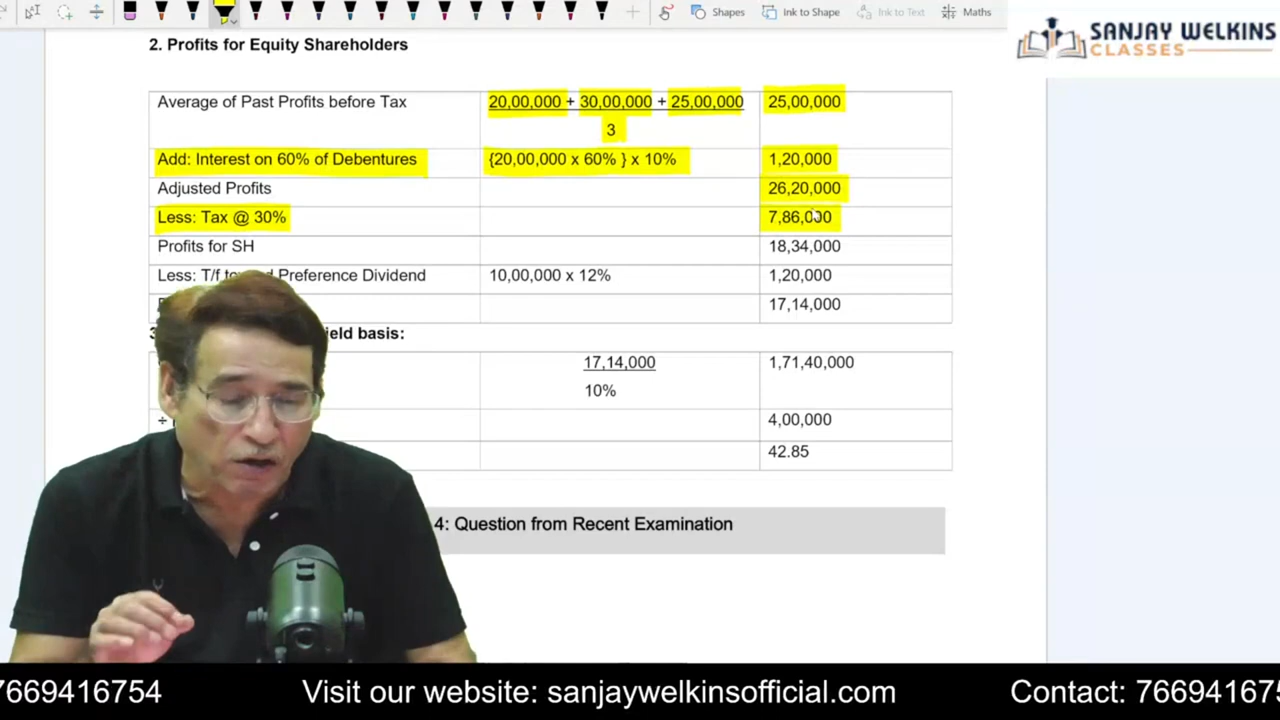 Shapes Ink to Shape Ink to Text Maths
SANJAY WELKINS
CLASSES
2. Profits for Equity Shareholders
Average of Past Profits before Tax 20,00,000 + 30,00,000 + 25,00,000 25,00,000
3
Add: Interest on 60% of Debentures {20,00,000 x 60% } x 10% 1,20,000
Adjusted Profits 26,20,000
Less: Tax @ 30% 7,86,000
Profits for SH 18,34,000
Less: T/f Preference Dividend 10,00,000 x 12% 1,20,000
17,14,000
basis:
17,14,000 1,71,40,000
10%
÷ 4,00,000
42.85
4: Question from Recent Examination
7669416754 Visit our website: sanjaywelkinsofficial.com Contact: 766941675